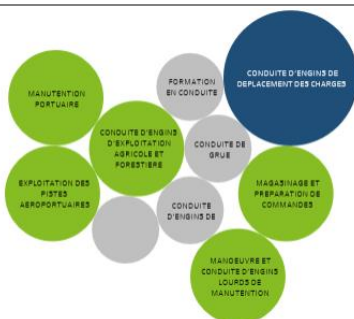 CONDUITE D'ENGINS DE
DEPLACEMENT DES CHARGES
FORMATION
EN CONDUITE
MANUTENTION
PORTUAIRE
CONDUITE D'ENGINS
D'EXPLOITATION
AGRICOLE ET
FORESTIERE
CONDUITE DE
GRUE
EXPLOITATION DES
PISTES
AEROPORTUAIRES
MAGASINAGE ET
PREPARATION DE
COMMANDES
CONDUITE
D'ENGINS DE
MANOEUVRE ET
CONDUITE D'ENGINS
LOURDS DE
MANUTENTION